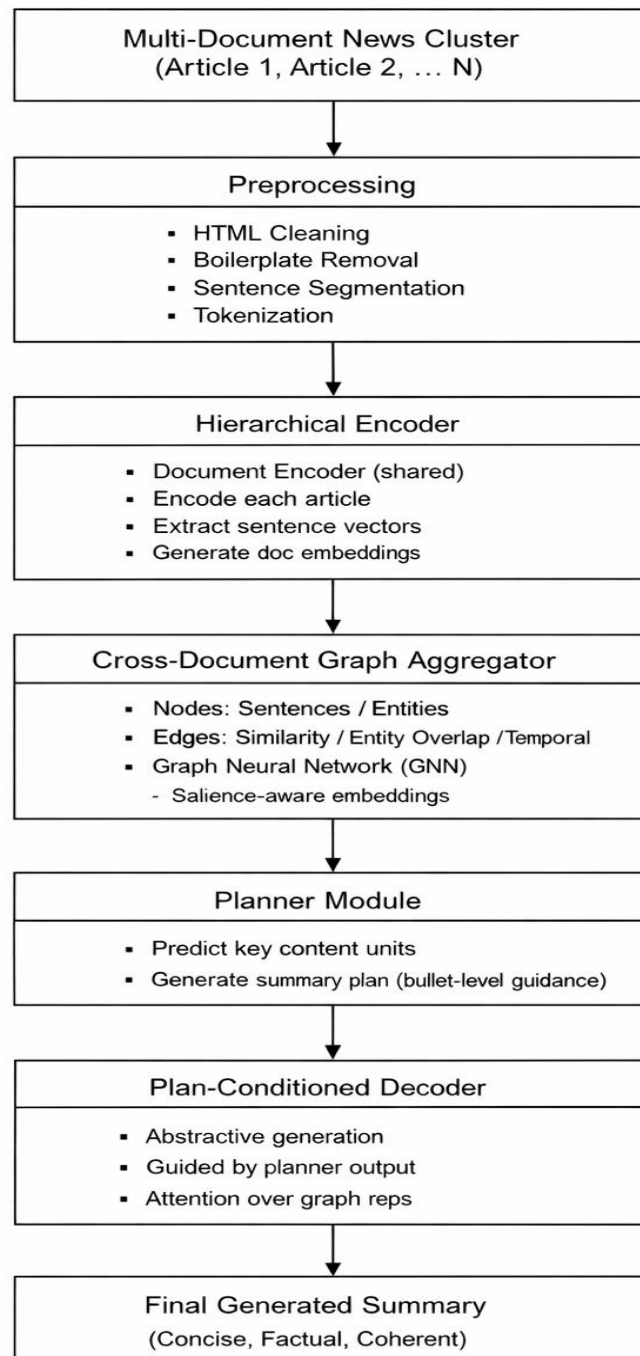 Multi-Document News Cluster
(Article 1, Article 2, … N)
Preprocessing
▪ HTML Cleaning
▪ Boilerplate Removal
▪ Sentence Segmentation
▪ Tokenization
Hierarchical Encoder
▪ Document Encoder (shared)
▪ Encode each article
▪ Extract sentence vectors
▪ Generate doc embeddings
Cross-Document Graph Aggregator
▪ Nodes: Sentences / Entities
▪ Edges: Similarity / Entity Overlap / Temporal
▪ Graph Neural Network (GNN)
- Salience-aware embeddings
Planner Module
▪ Predict key content units
▪ Generate summary plan (bullet-level guidance)
Plan-Conditioned Decoder
▪ Abstractive generation
▪ Guided by planner output
▪ Attention over graph reps
Final Generated Summary
(Concise, Factual, Coherent)